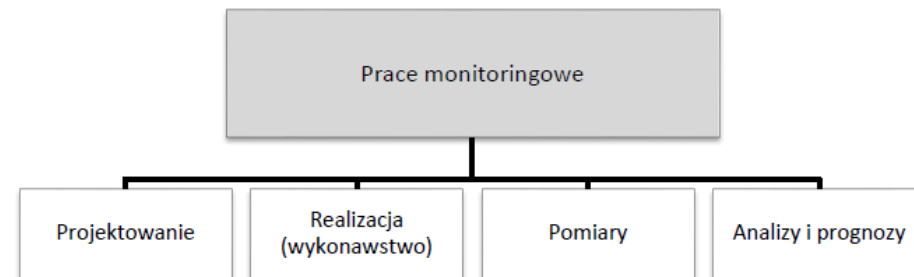 Prace monitoringowe
Projektowanie
Realizacja
(wykonawstwo)
Pomiary
Analizy i prognozy